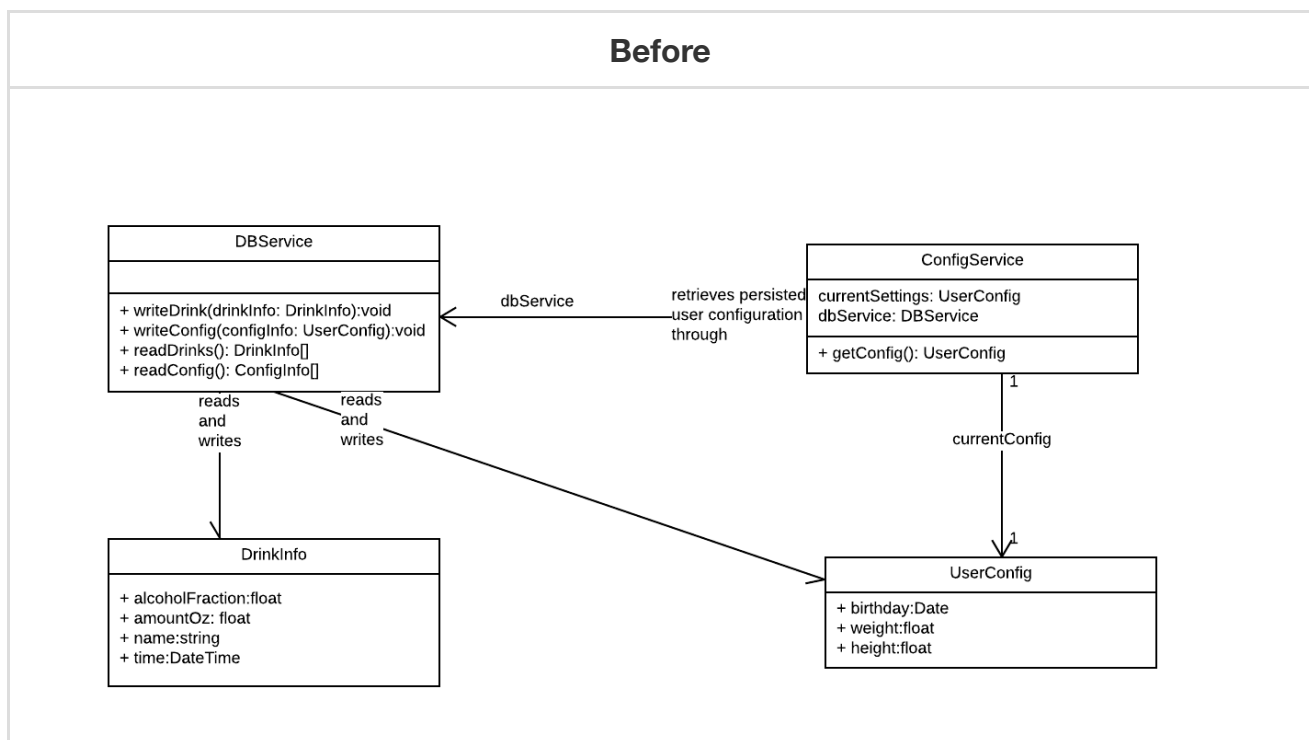 Before
DBService
+ writeDrink(drinkInfo: DrinkInfo):void
+ writeConfig(configInfo: UserConfig):void
+ readDrinks(): DrinkInfo[]
+ readConfig(): ConfigInfo[]
dbService
retrieves persisted
user configuration
through
ConfigService
currentSettings: UserConfig
dbService: DBService
+ getConfig(): UserConfig
1
currentConfig
1
reads
and
writes
reads
and
writes
DrinkInfo
+ alcoholFraction:float
+ amountOz: float
+ name:string
+ time:DateTime
UserConfig
+ birthday:Date
+ weight:float
+ height:float